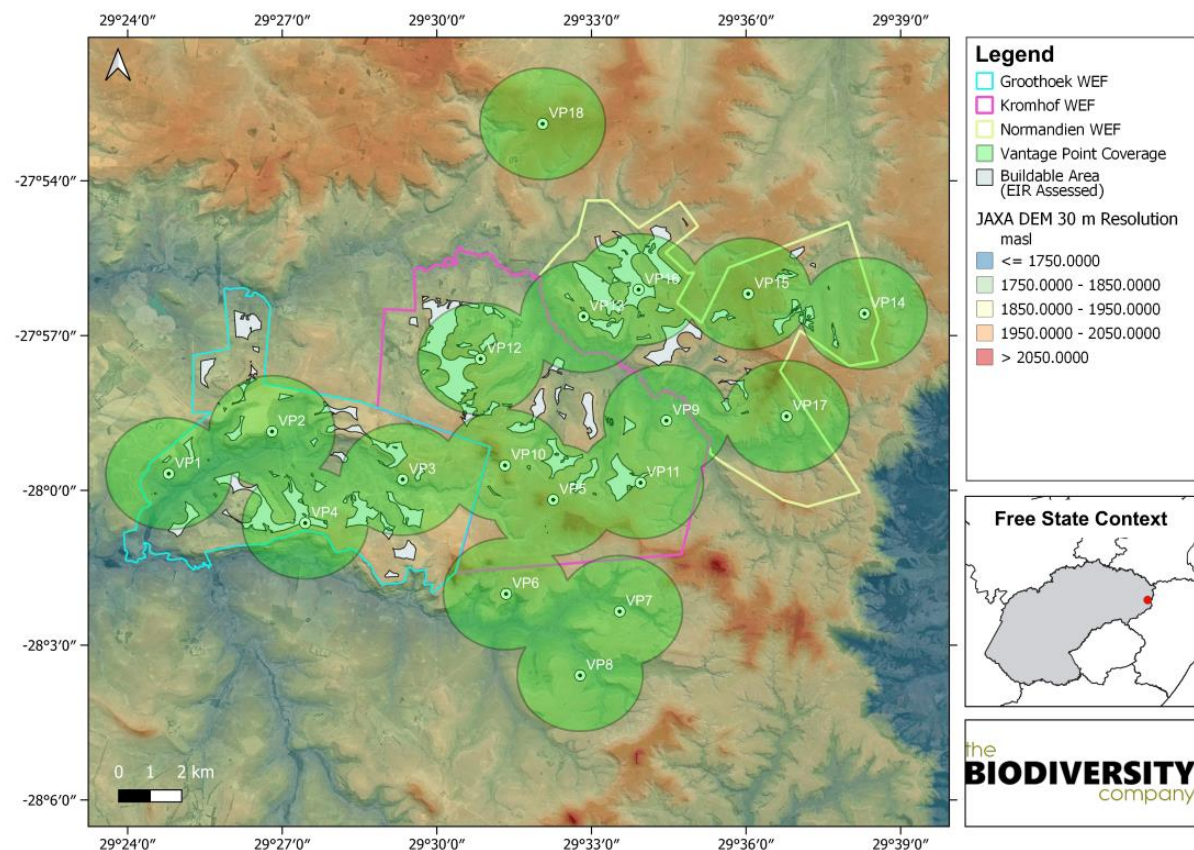 29°24'0" 29°27'0" 29°30'0" 29°33'0" 29°36'0" 29°39'0"
-27°54'0"
-27°57'0"
-28°0'0"
-28°3'0"
-28°6'0"
VP18
VP16
VP15
VP13
VP14
VP12
VP9
VP17
VP2
VP10
VP1
VP3
VP11
VP5
VP4
VP6
VP7
VP8
0 1 2 km
29°24'0" 29°27'0" 29°30'0" 29°33'0" 29°36'0" 29°39'0"
Legend
Groothoek WEF
Kromhof WEF
Normandien WEF
Vantage Point Coverage
Buildable Area
(EIR Assessed)
JAXA DEM 30 m Resolution
masl
<= 1750.0000
1750.0000 - 1850.0000
1850.0000 - 1950.0000
1950.0000 - 2050.0000
> 2050.0000
Free State Context
the
BIODIVERSITY
company